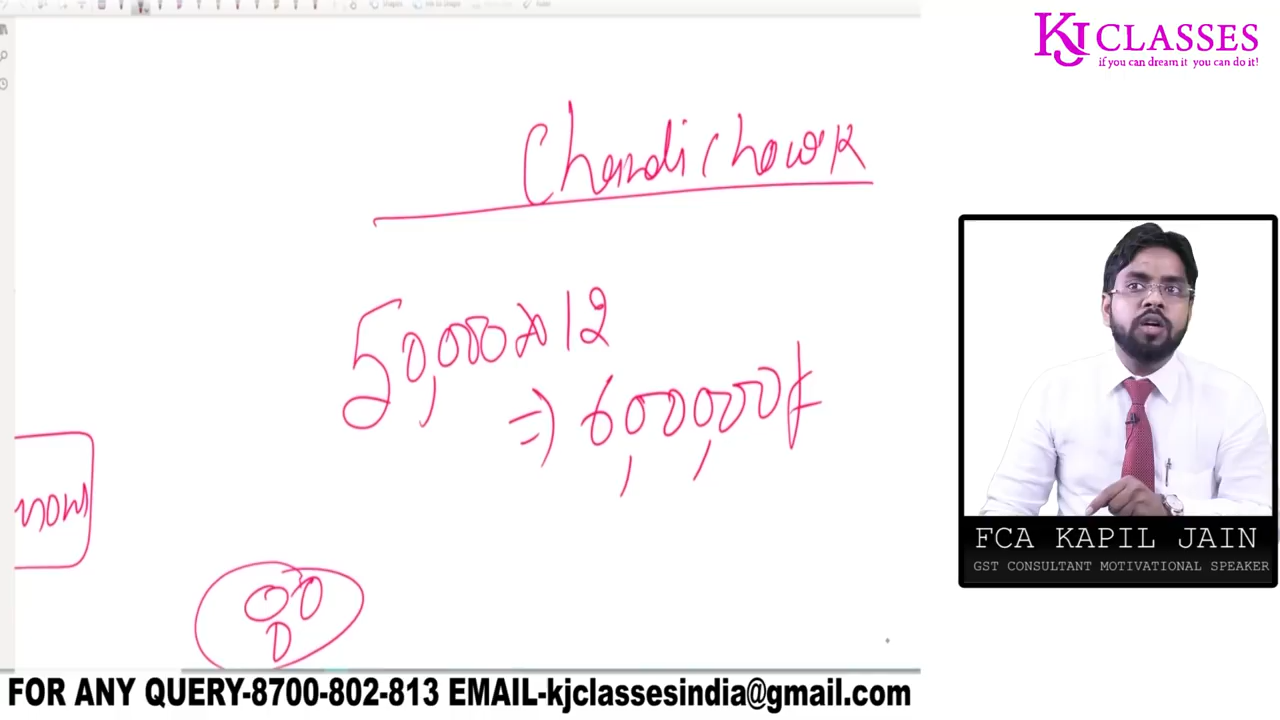 KJ CLASSES
if you can dream it you can do it!
Chandichowk
50,000 x 12
=> 6,00,000/-
now
FCA KAPIL JAIN
GST CONSULTANT MOTIVATIONAL SPEAKER
FOR ANY QUERY-8700-802-813 EMAIL-kjclassesindia@gmail.com